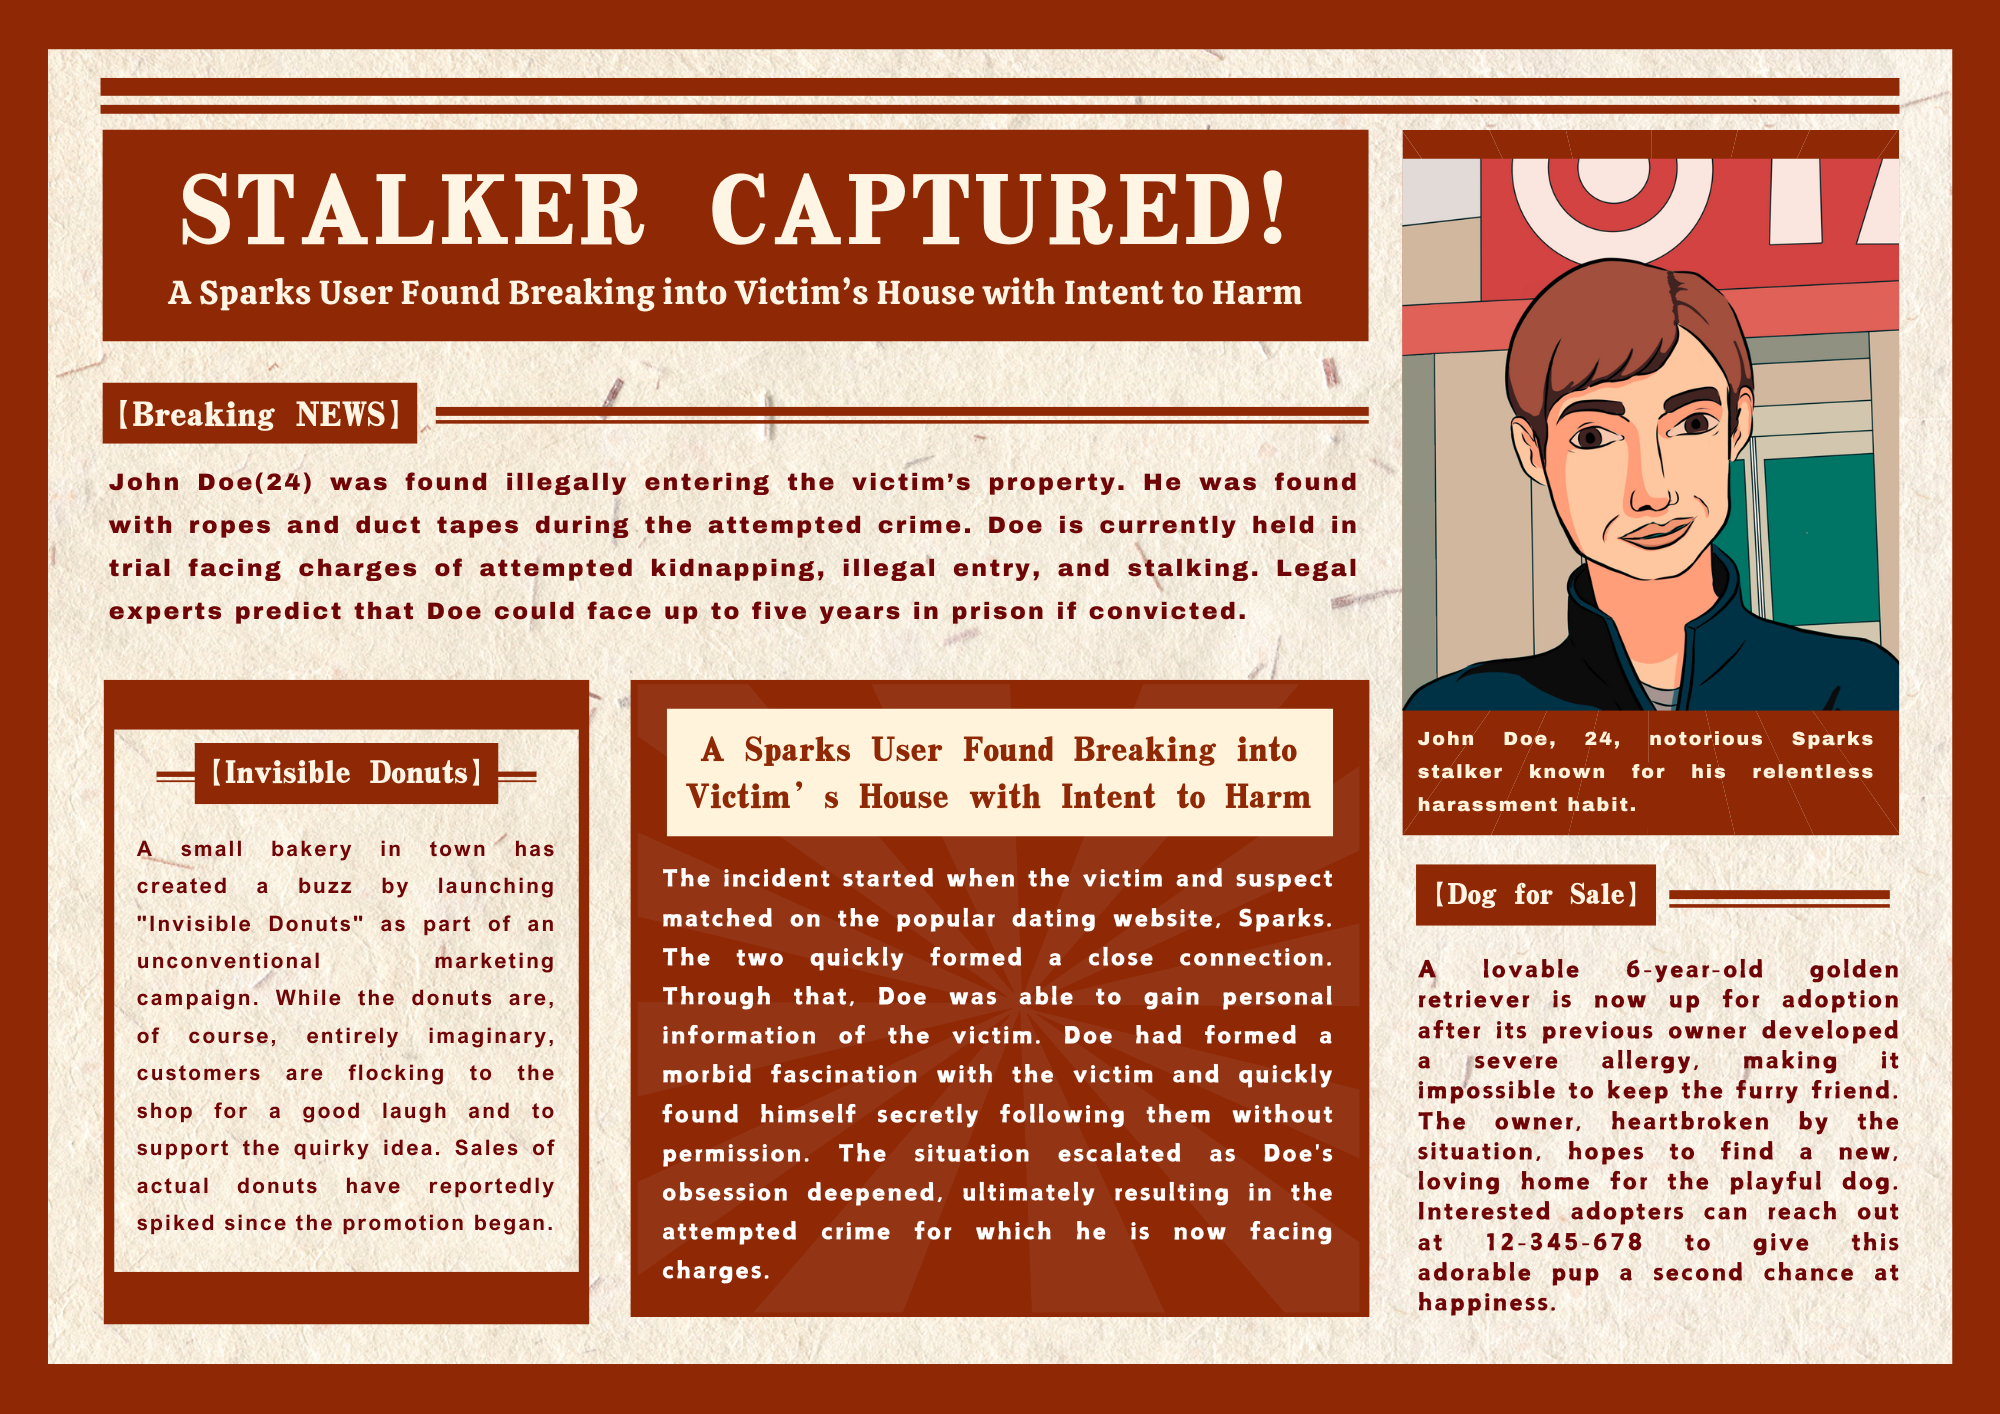 STALKER CAPTURED!
A Sparks User Found Breaking into Victim's House with Intent to Harm
【Breaking NEWS】
John Doe(24) was found illegally entering the victim's property. He was found
with ropes and duct tapes during the attempted crime. Doe is currently held in
trial facing charges of attempted kidnapping, illegal entry, and stalking. Legal
experts predict that Doe could face up to five years in prison if convicted.
【Invisible Donuts】
A small bakery in town has
created a buzz by launching
"Invisible Donuts" as part of an
unconventional marketing
campaign. While the donuts are,
of course, entirely imaginary,
customers are flocking to the
shop for a good laugh and to
support the quirky idea. Sales of
actual donuts have reportedly
spiked since the promotion began.
A Sparks User Found Breaking into
Victim's House with Intent to Harm
The incident started when the victim and suspect
matched on the popular dating website, Sparks.
The two quickly formed a close connection.
Through that, Doe was able to gain personal
information of the victim. Doe had formed a
morbid fascination with the victim and quickly
found himself secretly following them without
permission. The situation escalated as Doe's
obsession deepened, ultimately resulting in the
attempted crime for which he is now facing
charges.
John Doe, 24, notorious Sparks
stalker known for his relentless
harassment habit.
【Dog for Sale】
A lovable 6-year-old golden
retriever is now up for adoption
after its previous owner developed
a severe allergy, making it
impossible to keep the furry friend.
The owner, heartbroken by the
situation, hopes to find a new,
loving home for the playful dog.
Interested adopters can reach out
at 12-345-678 to give this
adorable pup a second chance at
happiness.